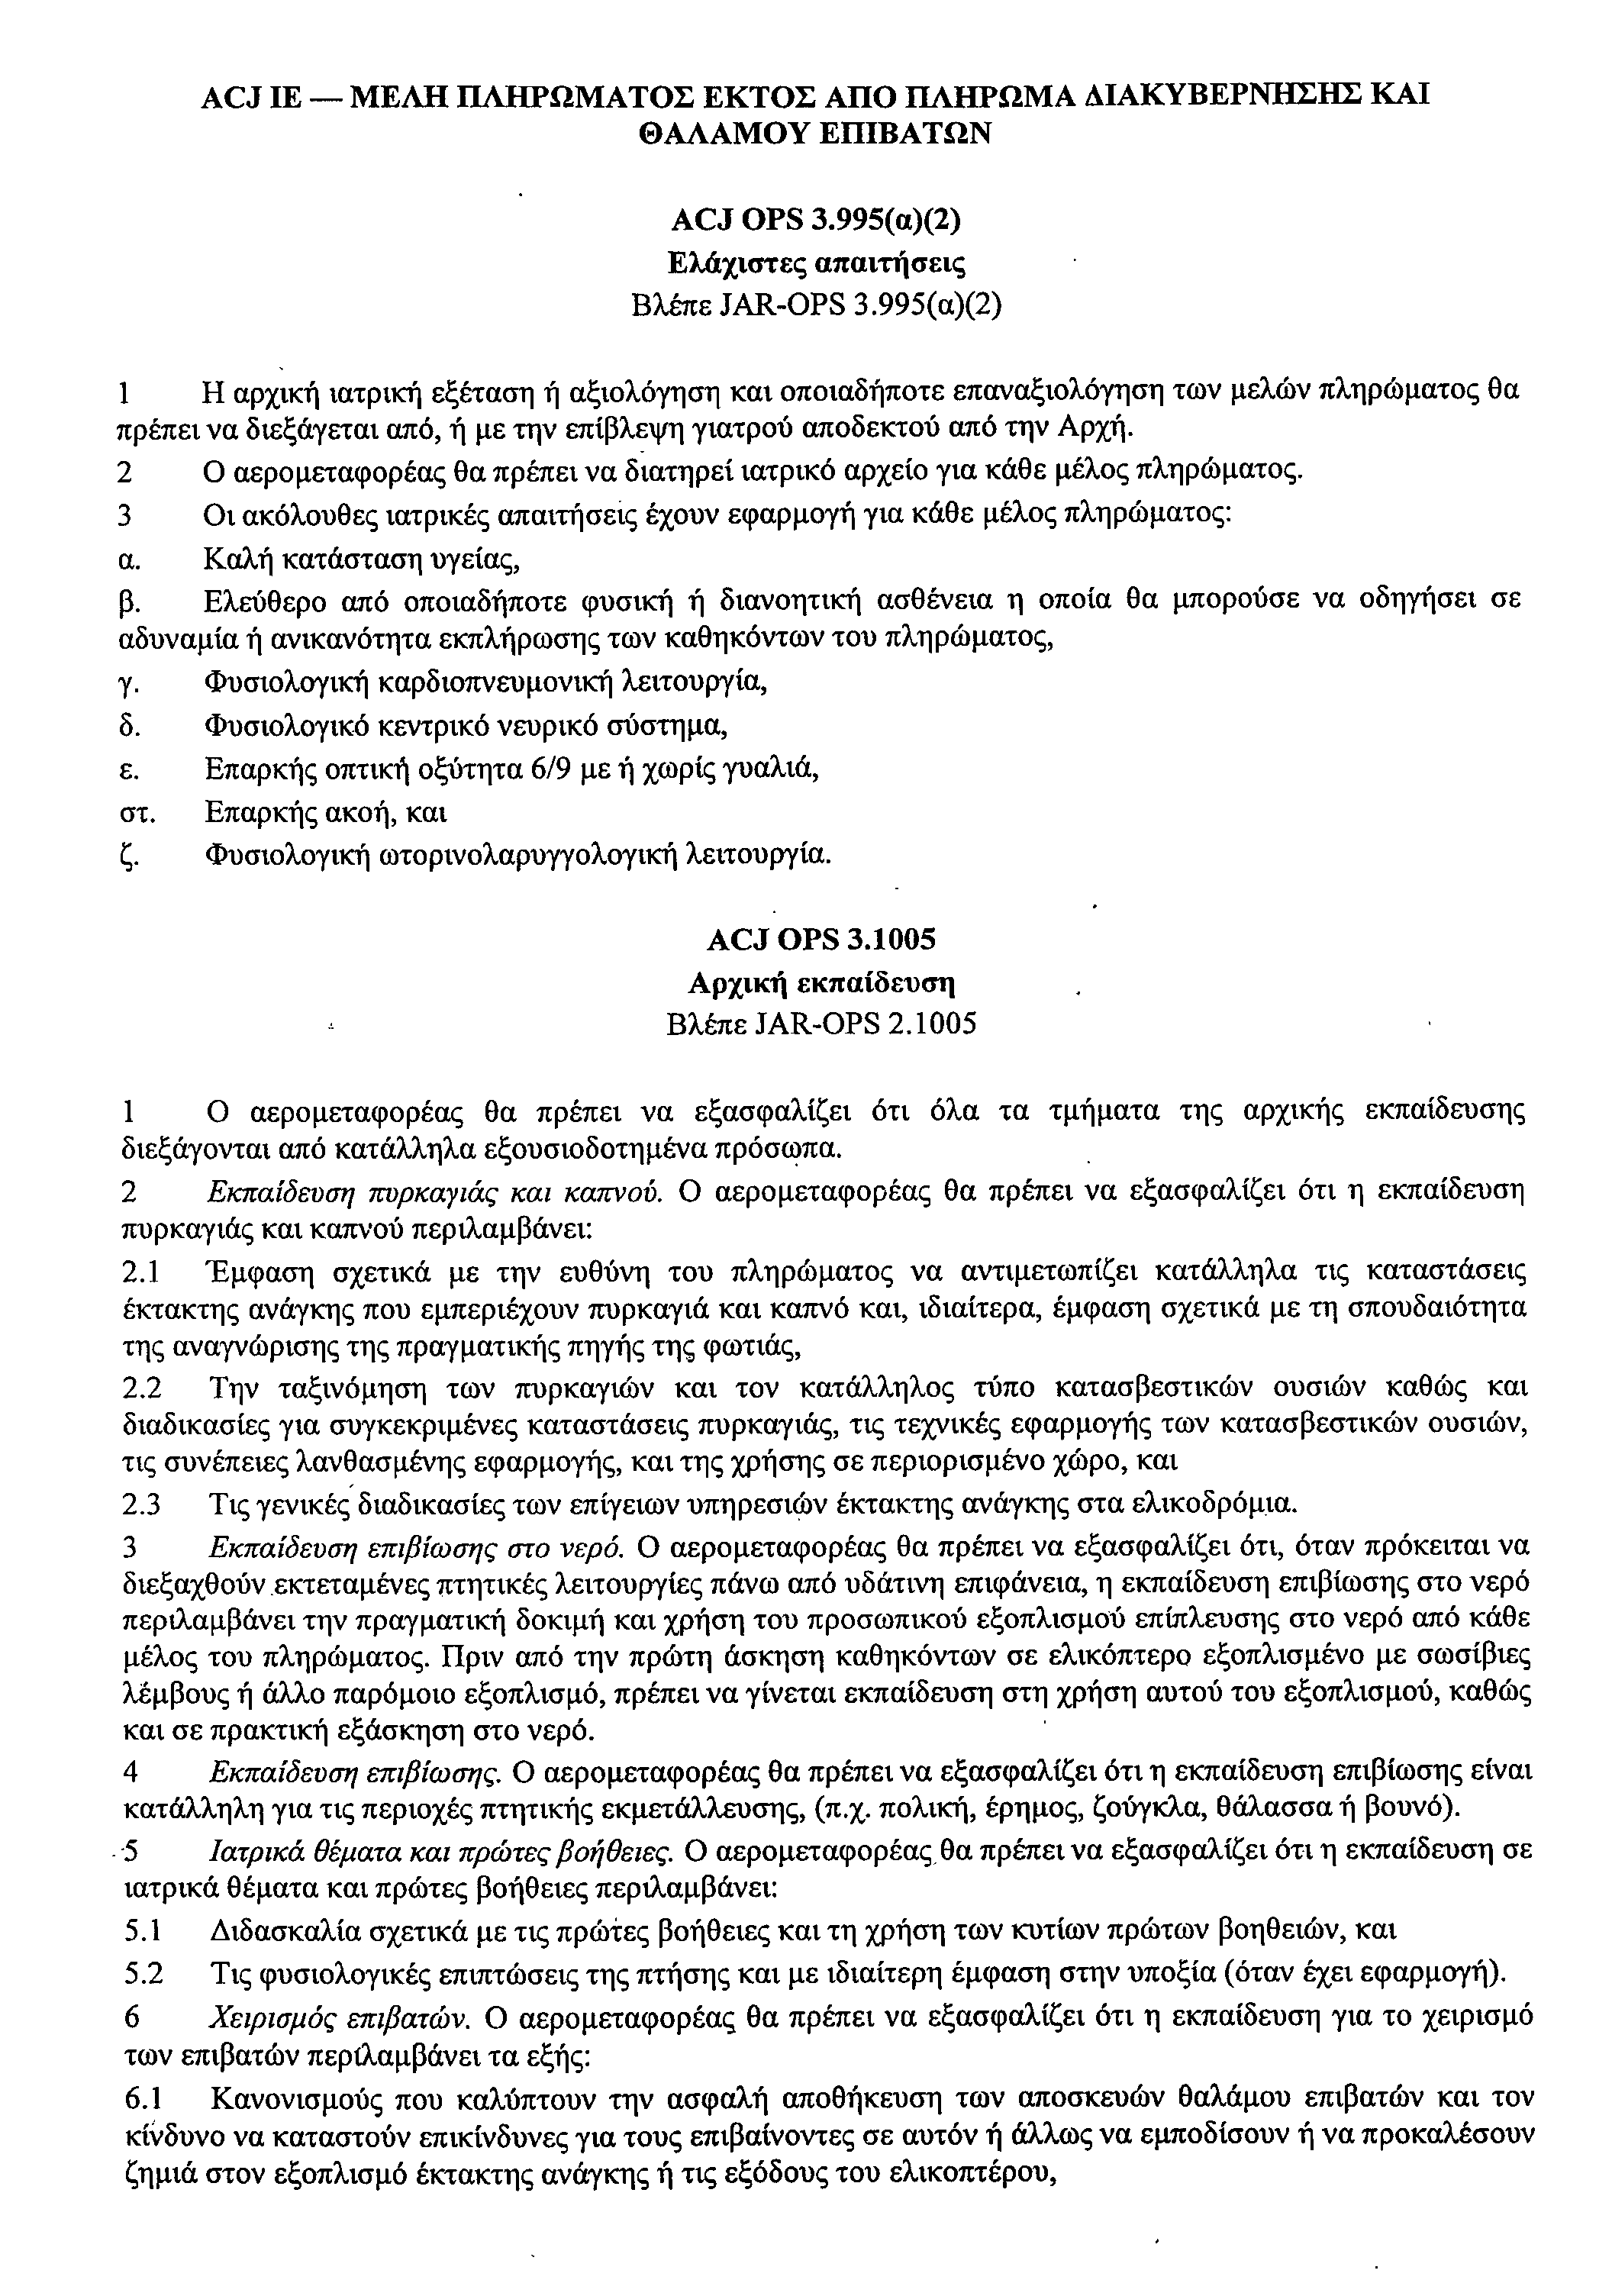 ACJ IE — ΜΕΛΗ ΠΛΗΡΩΜΑΤΟΣ ΕΚΤΟΣ ΑΠΟ ΠΛΗΡΩΜΑ ΔΙΑΚΥΒΕΡΝΗΣΗΣ ΚΑΙ
ΘΑΛΑΜΟΥ ΕΠΙΒΑΤΩΝ
ACJ OPS 3.995(α)(2)
Ελάχιστες απαιτήσεις
Βλέπε JAR-OPS 3.995(α)(2)
1 Η αρχική ιατρική εξέταση ή αξιολόγηση και οποιαδήποτε επαναξιολόγηση των μελών πληρώματος θα
πρέπει να διεξάγεται από, ή με την επίβλεψη γιατρού αποδεκτού από την Αρχή.
2 Ο αερομεταφορέας θα πρέπει να διατηρεί ιατρικό αρχείο για κάθε μέλος πληρώματος.
3 Οι ακόλουθες ιατρικές απαιτήσεις έχουν εφαρμογή για κάθε μέλος πληρώματος:
α. Καλή κατάσταση υγείας,
β. Ελεύθερο από οποιαδήποτε φυσική ή διανοητική ασθένεια η οποία θα μπορούσε να οδηγήσει σε
αδυναμία ή ανικανότητα εκπλήρωσης των καθηκόντων του πληρώματος,
γ. Φυσιολογική καρδιοπνευμονική λειτουργία,
δ. Φυσιολογικό κεντρικό νευρικό σύστημα,
ε. Επαρκής οπτική οξύτητα 6/9 με ή χωρίς γυαλιά,
στ. Επαρκής ακοή, και
ζ. Φυσιολογική ωτορινολαρυγγολογική λειτουργία.
ACJ OPS 3.1005
Αρχική εκπαίδευση
Βλέπε JAR-OPS 2.1005
1 Ο αερομεταφορέας θα πρέπει να εξασφαλίζει ότι όλα τα τμήματα της αρχικής εκπαίδευσης
διεξάγονται από κατάλληλα εξουσιοδοτημένα πρόσωπα.
2 Εκπαίδευση πυρκαγιάς και καπνού. Ο αερομεταφορέας θα πρέπει να εξασφαλίζει ότι η εκπαίδευση
πυρκαγιάς και καπνού περιλαμβάνει:
2.1 Έμφαση σχετικά με την ευθύνη του πληρώματος να αντιμετωπίζει κατάλληλα τις καταστάσεις
έκτακτης ανάγκης που εμπεριέχουν πυρκαγιά και καπνό και, ιδιαίτερα, έμφαση σχετικά με τη σπουδαιότητα
της αναγνώρισης της πραγματικής πηγής της φωτιάς,
2.2 Την ταξινόμηση των πυρκαγιών και τον κατάλληλος τύπο κατασβεστικών ουσιών καθώς και
διαδικασίες για συγκεκριμένες καταστάσεις πυρκαγιάς, τις τεχνικές εφαρμογής των κατασβεστικών ουσιών,
τις συνέπειες λανθασμένης εφαρμογής, και της χρήσης σε περιορισμένο χώρο, και
2.3 Τις γενικές διαδικασίες των επίγειων υπηρεσιών έκτακτης ανάγκης στα ελικοδρόμια.
3 Εκπαίδευση επιβίωσης στο νερό. Ο αερομεταφορέας θα πρέπει να εξασφαλίζει ότι, όταν πρόκειται να
διεξαχθούν εκτεταμένες πτητικές λειτουργίες πάνω από υδάτινη επιφάνεια, η εκπαίδευση επιβίωσης στο νερό
περιλαμβάνει την πραγματική δοκιμή και χρήση του προσωπικού εξοπλισμού επίπλευσης στο νερό από κάθε
μέλος του πληρώματος. Πριν από την πρώτη άσκηση καθηκόντων σε ελικόπτερο εξοπλισμένο με σωσίβιες
λέμβους ή άλλο παρόμοιο εξοπλισμό, πρέπει να γίνεται εκπαίδευση στη χρήση αυτού του εξοπλισμού, καθώς
και σε πρακτική εξάσκηση στο νερό.
4 Εκπαίδευση επιβίωσης. Ο αερομεταφορέας θα πρέπει να εξασφαλίζει ότι η εκπαίδευση επιβίωσης είναι
κατάλληλη για τις περιοχές πτητικής εκμετάλλευσης, (π.χ. πολική, έρημος, ζούγκλα, θάλασσα ή βουνό).
5 Ιατρικά θέματα και πρώτες βοήθειες. Ο αερομεταφορέας θα πρέπει να εξασφαλίζει ότι η εκπαίδευση σε
ιατρικά θέματα και πρώτες βοήθειες περιλαμβάνει:
5.1 Διδασκαλία σχετικά με τις πρώτες βοήθειες και τη χρήση των κυτίων πρώτων βοηθειών, και
5.2 Τις φυσιολογικές επιπτώσεις της πτήσης και με ιδιαίτερη έμφαση στην υποξία (όταν έχει εφαρμογή).
6 Χειρισμός επιβατών. Ο αερομεταφορέας θα πρέπει να εξασφαλίζει ότι η εκπαίδευση για το χειρισμό
των επιβατών περιλαμβάνει τα εξής:
6.1 Κανονισμούς που καλύπτουν την ασφαλή αποθήκευση των αποσκευών θαλάμου επιβατών και τον
κίνδυνο να καταστούν επικίνδυνες για τους επιβαίνοντες σε αυτόν ή άλλως να εμποδίσουν ή να προκαλέσουν
ζημιά στον εξοπλισμό έκτακτης ανάγκης ή τις εξόδους του ελικοπτέρου,